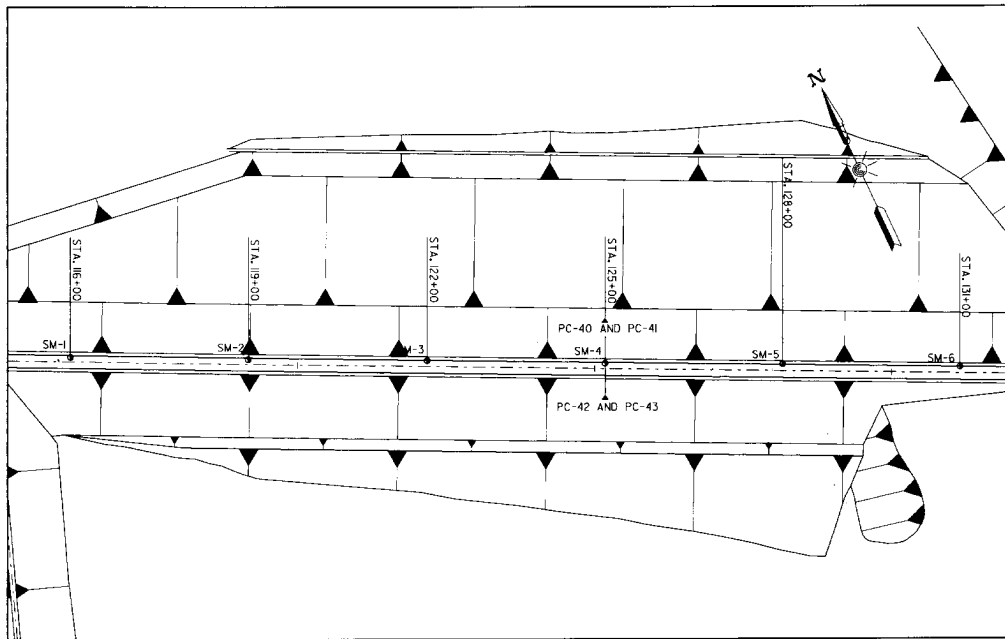 N
STA. 116+00
STA. 119+00
STA. 122+00
STA. 125+00
STA. 128+00
STA. 131+00
PC-40 AND PC-41
SM-1
SM-2
M-3
SM-4
SM-5
SM-6
PC-42 AND PC-43